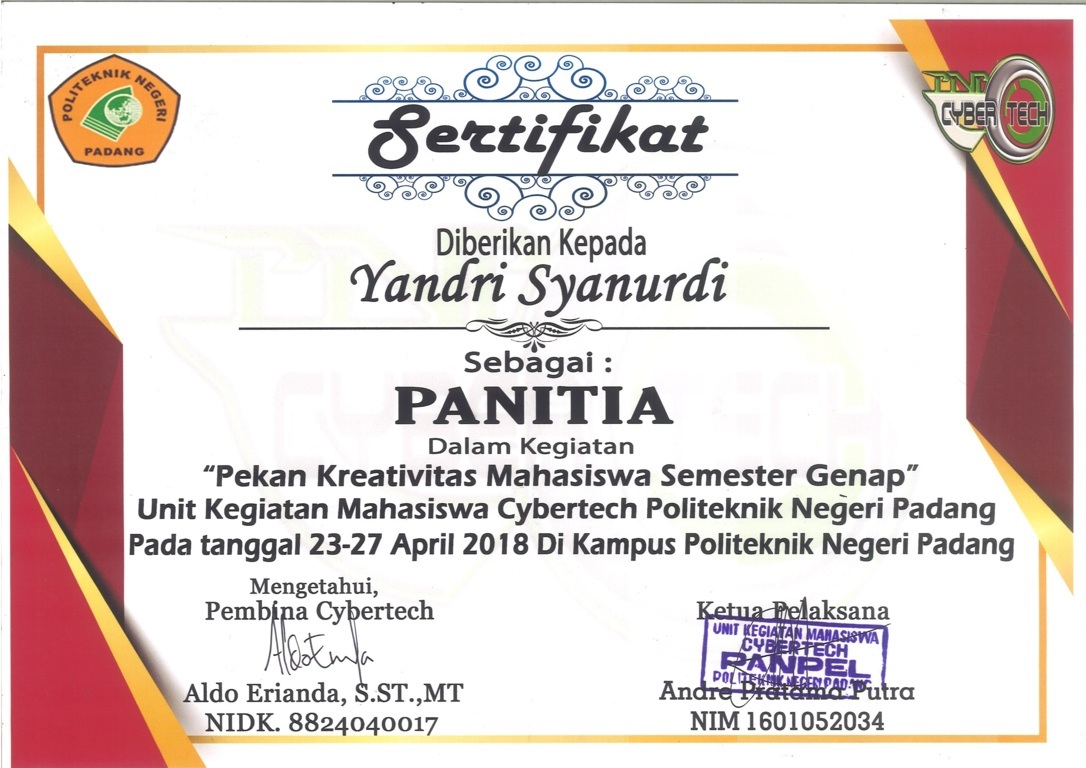 POLITEKNIK NEGERI
PADANG
PNP
CYBER TECH
Sertifikat
Diberikan Kepada
Yandri Syanurdi
Sebagai :
PANITIA
Dalam Kegiatan
“Pekan Kreativitas Mahasiswa Semester Genap”
Unit Kegiatan Mahasiswa Cybertech Politeknik Negeri Padang
Pada tanggal 23-27 April 2018 Di Kampus Politeknik Negeri Padang
Mengetahui,
Pembina Cybertech
Aldo Erianda, S.ST.,MT
NIDK. 8824040017
Ketua Pelaksana
UNIT KEGIATAN MAHASISWA
CYBERTECH
PANPEL
POLITEKNIK NEGERI PADANG
Andre Pratama Putra
NIM 1601052034